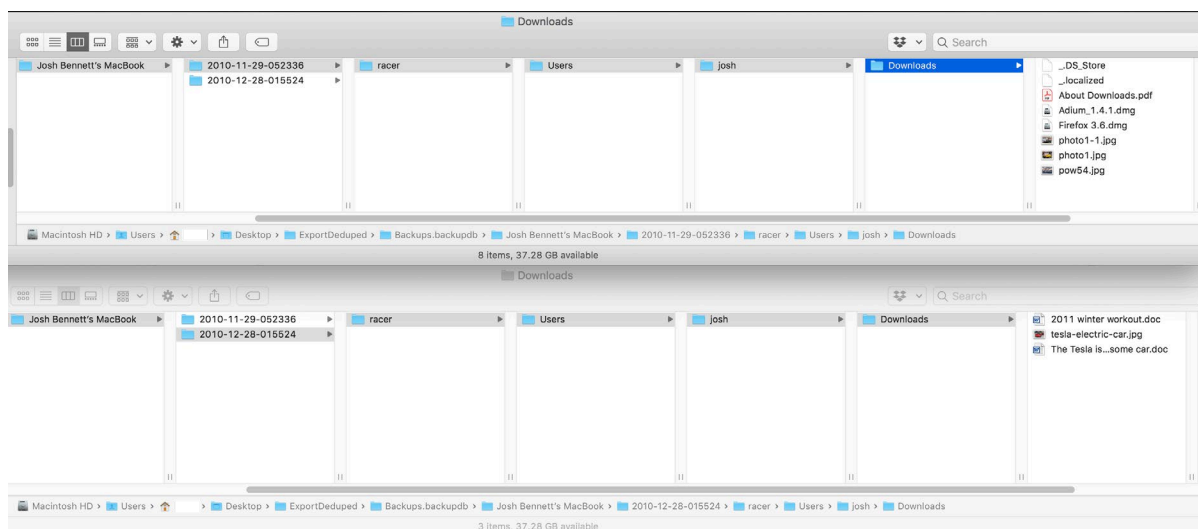 Downloads
Search
Josh Bennett's MacBook
2010-11-29-052336
2010-12-28-015524
racer
Users
josh
Downloads
_.DS_Store
_.localized
About Downloads.pdf
Adium_1.4.1.dmg
Firefox 3.6.dmg
photo1-1.jpg
photo1.jpg
pow54.jpg
Macintosh HD › Users › › Desktop › ExportDeduped › Backups.backupdb › Josh Bennett's MacBook › 2010-11-29-052336 › racer › Users › josh › Downloads
8 items, 37.28 GB available
Downloads
Search
Josh Bennett's MacBook
2010-11-29-052336
2010-12-28-015524
racer
Users
josh
Downloads
2011 winter workout.doc
tesla-electric-car.jpg
The Tesla is...some car.doc
Macintosh HD › Users › › Desktop › ExportDeduped › Backups.backupdb › Josh Bennett's MacBook › 2010-12-28-015524 › racer › Users › josh › Downloads
3 items, 37.28 GB available